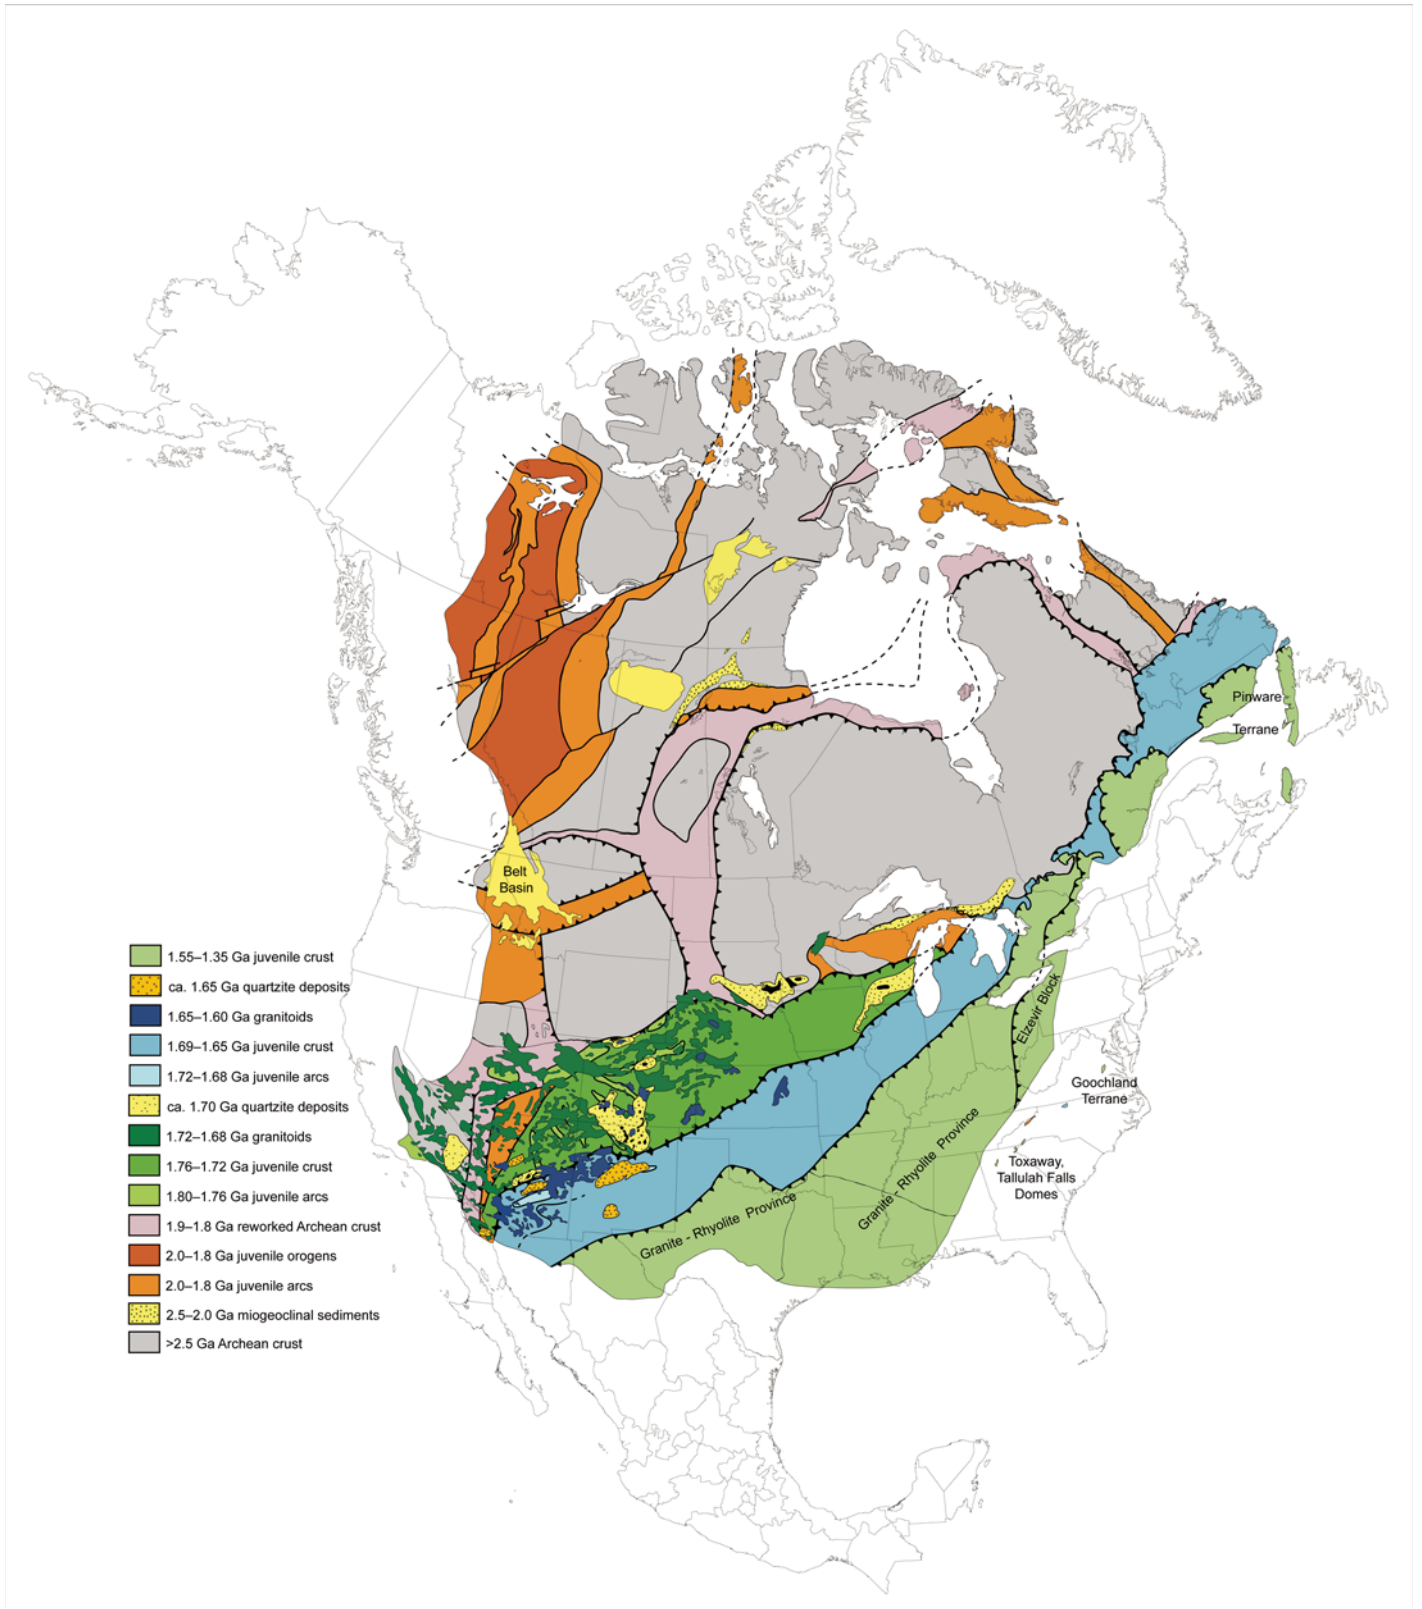 Pinware
Terrane
Belt
Basin
Elzevir Block
Goochland
Terrane
Toxaway,
Tallulah Falls
Domes
Granite - Rhyolite Province
Granite - Rhyolite Province
1.55–1.35 Ga juvenile crust
ca. 1.65 Ga quartzite deposits
1.65–1.60 Ga granitoids
1.69–1.65 Ga juvenile crust
1.72–1.68 Ga juvenile arcs
ca. 1.70 Ga quartzite deposits
1.72–1.68 Ga granitoids
1.76–1.72 Ga juvenile crust
1.80–1.76 Ga juvenile arcs
1.9–1.8 Ga reworked Archean crust
2.0–1.8 Ga juvenile orogens
2.0–1.8 Ga juvenile arcs
2.5–2.0 Ga miogeoclinal sediments
>2.5 Ga Archean crust